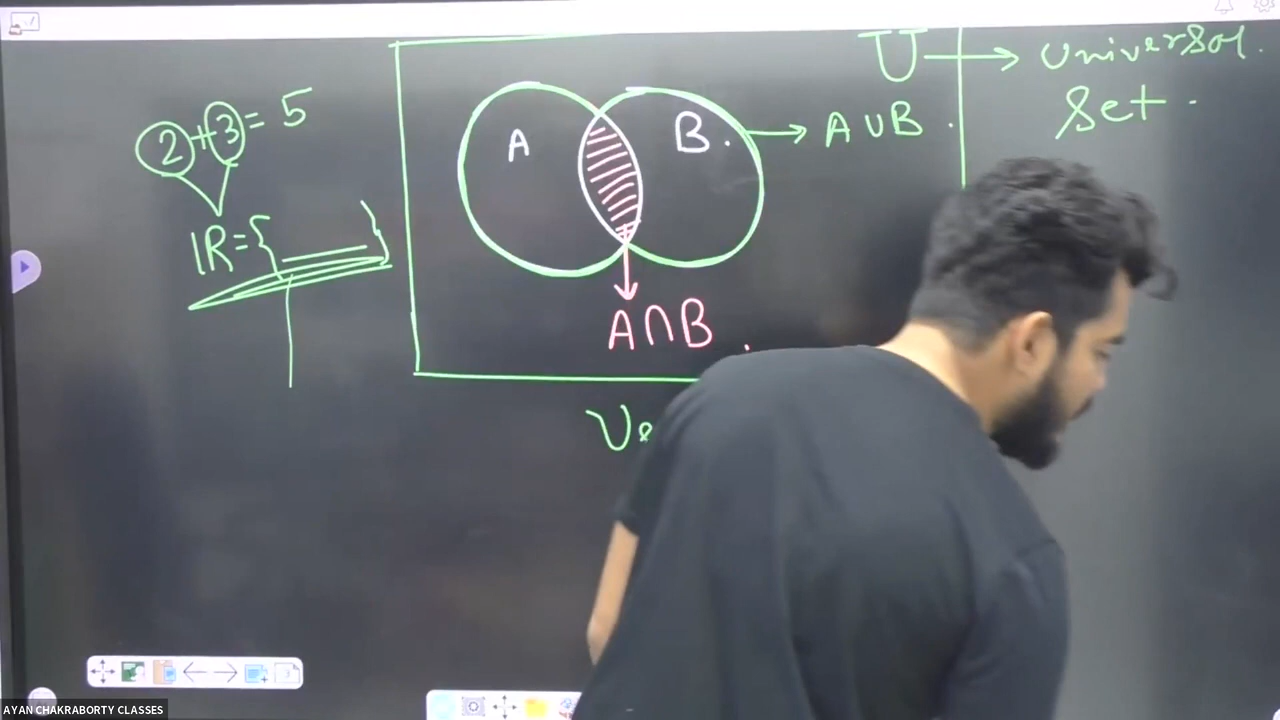 2+3=5
IR={ }
A
B.
U → Universal
Set.
→ A∪B.
A∩B.
AYAN CHAKRABORTY CLASSES